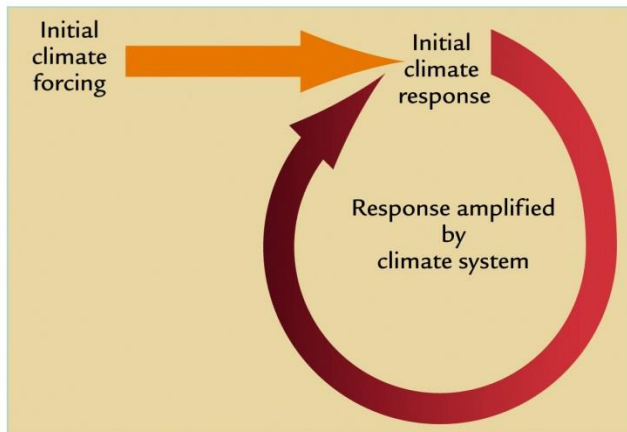 Initial
climate
forcing
Initial
climate
response
Response amplified
by
climate system